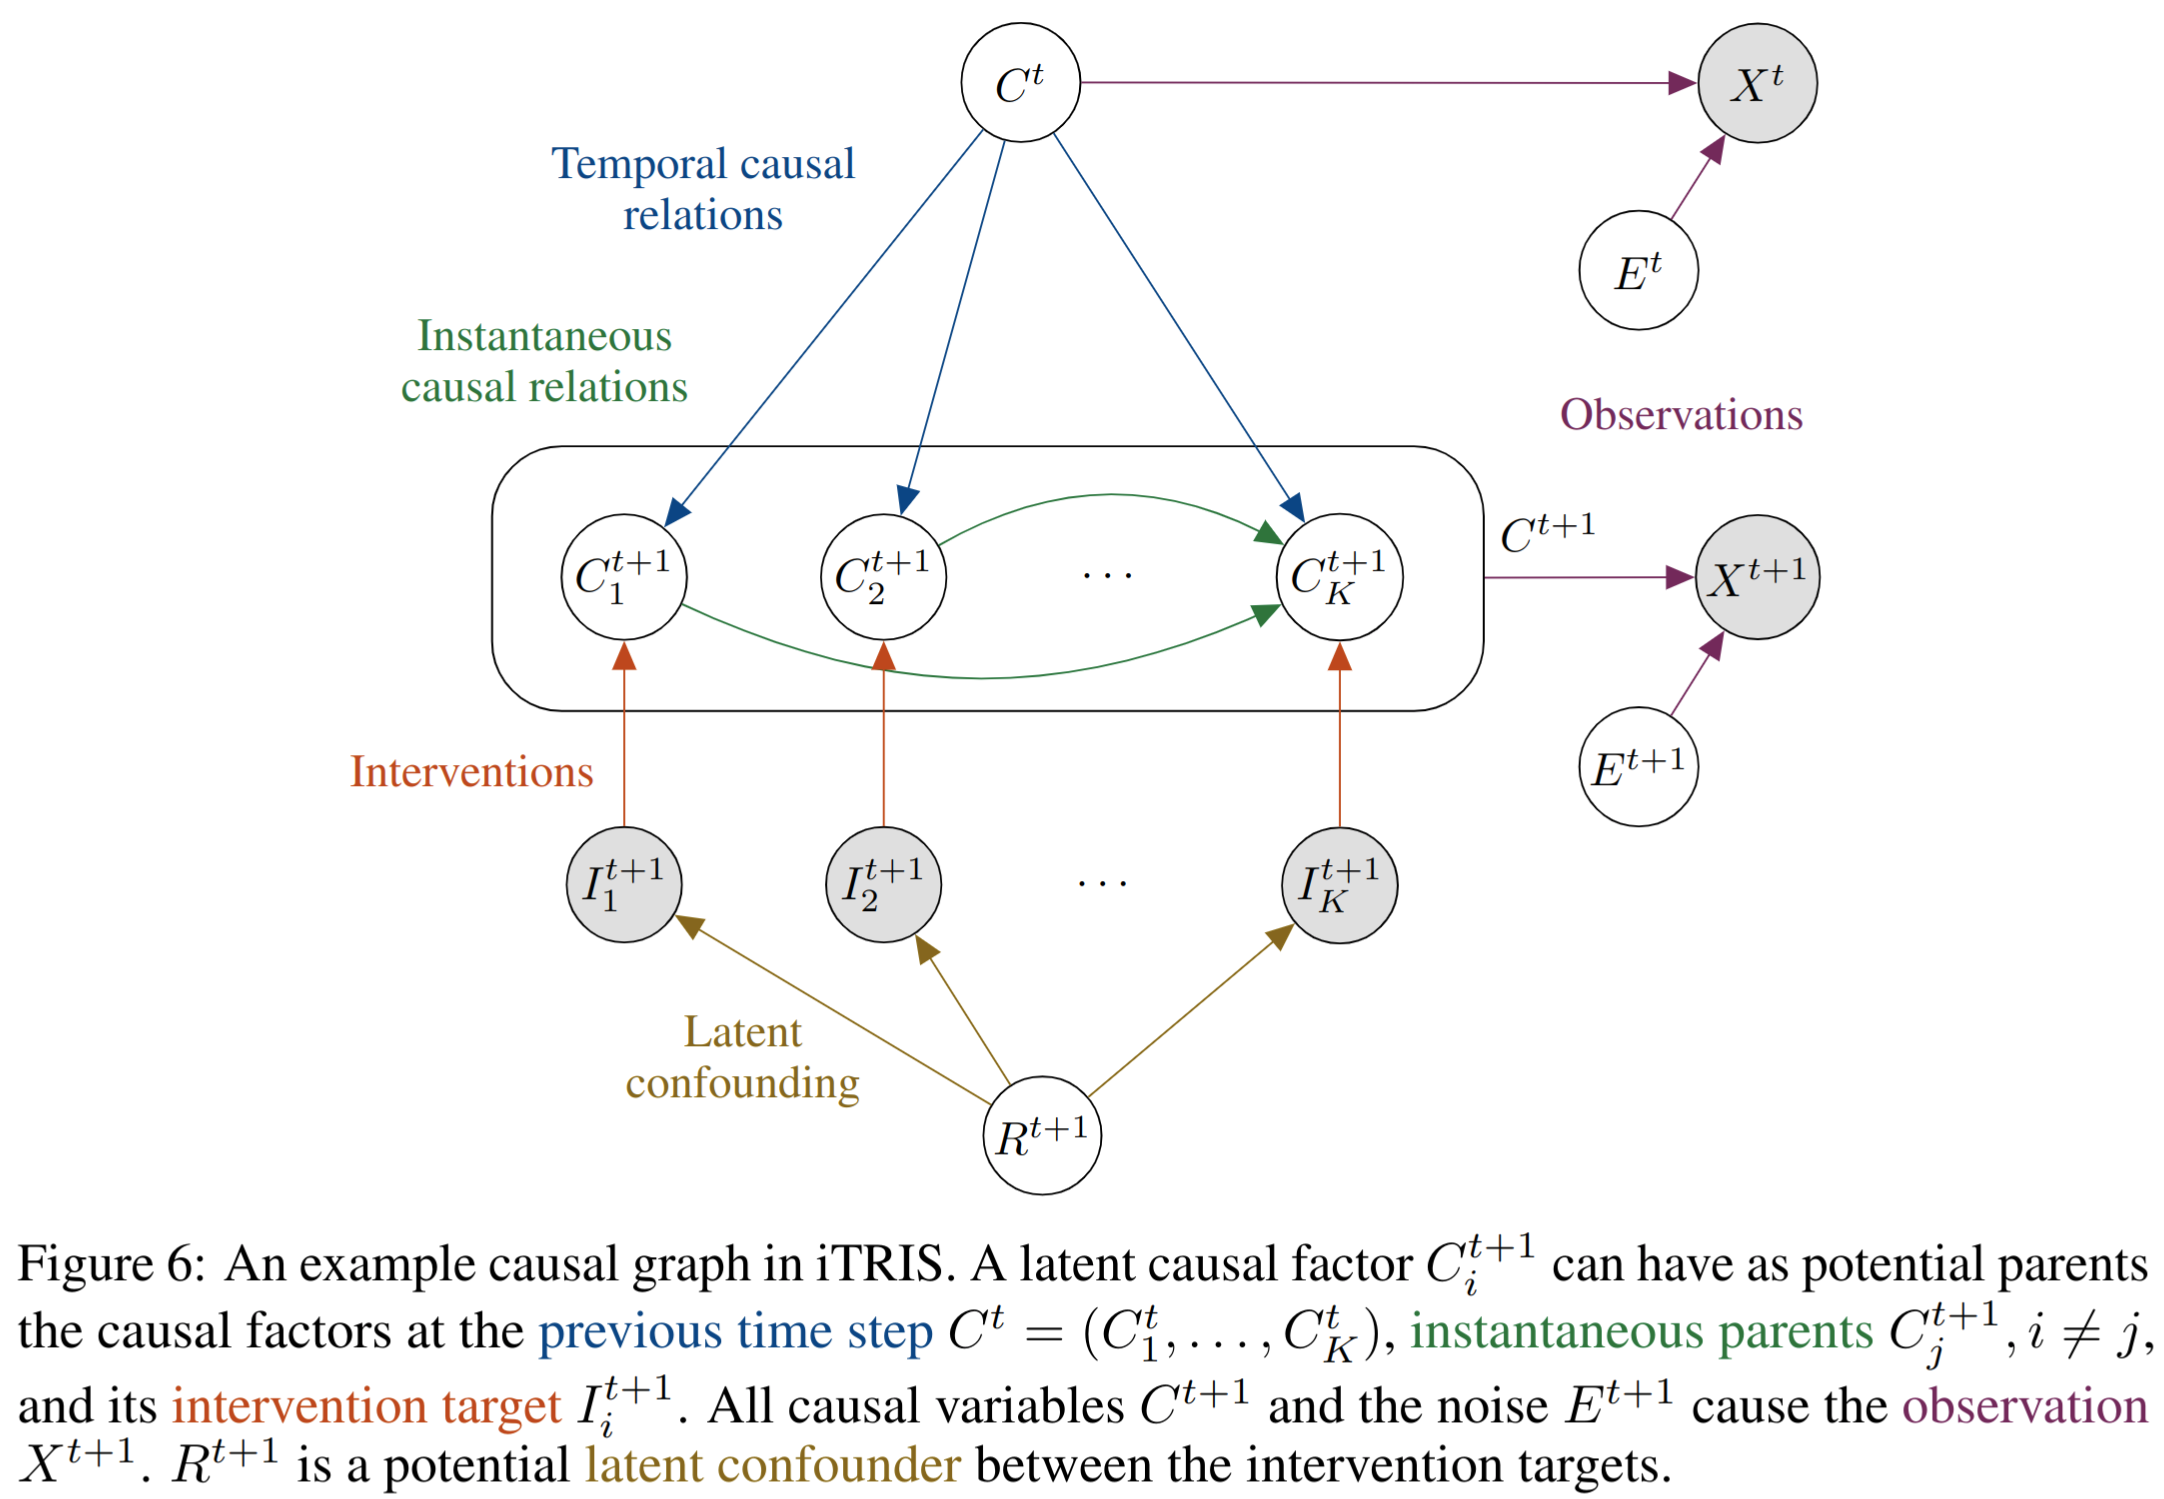 C^t
X^t
Temporal causal
relations
E^t
Instantaneous
causal relations
Observations
C_1^{t+1}
C_2^{t+1}
···
C_K^{t+1}
C^{t+1}
X^{t+1}
Interventions
E^{t+1}
I_1^{t+1}
I_2^{t+1}
···
I_K^{t+1}
Latent
confounding
R^{t+1}
Figure 6: An example causal graph in iTRIS. A latent causal factor C_i^{t+1} can have as potential parents
the causal factors at the previous time step C^t = (C_1^t, . . . , C_K^t), instantaneous parents C_j^{t+1}, i ≠ j,
and its intervention target I_i^{t+1}. All causal variables C^{t+1} and the noise E^{t+1} cause the observation
X^{t+1}. R^{t+1} is a potential latent confounder between the intervention targets.